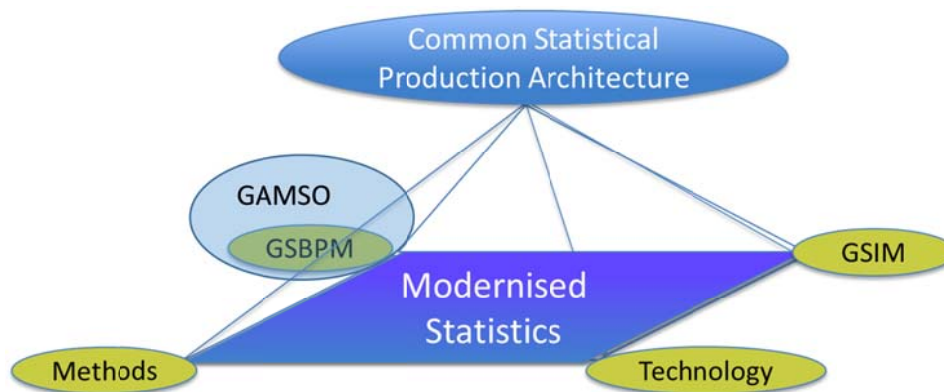 Common Statistical
Production Architecture
GAMSO
GSBPM
GSIM
Modernised
Statistics
Methods
Technology